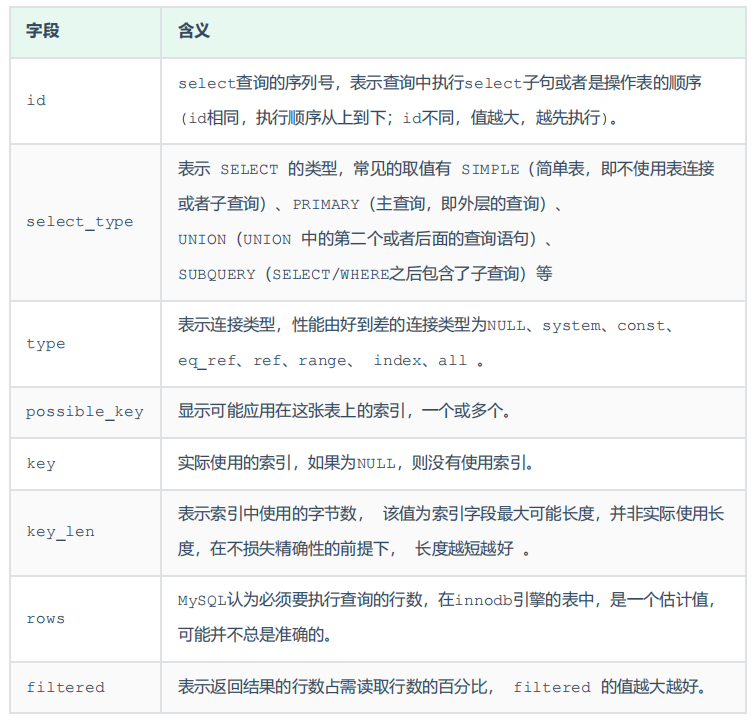 字段 含义
id
select查询的序列号，表示查询中执行select子句或者是操作表的顺序
(id相同，执行顺序从上到下；id不同，值越大，越先执行)。
select_type
表示 SELECT 的类型，常见的取值有 SIMPLE（简单表，即不使用表连接
或者子查询）、PRIMARY（主查询，即外层的查询）、
UNION（UNION 中的第二个或者后面的查询语句）、
SUBQUERY（SELECT/WHERE之后包含了子查询）等
type
表示连接类型，性能由好到差的连接类型为NULL、system、const、
eq_ref、ref、range、 index、all 。
possible_key
显示可能应用在这张表上的索引，一个或多个。
key
实际使用的索引，如果为NULL，则没有使用索引。
key_len
表示索引中使用的字节数， 该值为索引字段最大可能长度，并非实际使用长
度，在不损失精确性的前提下， 长度越短越好 。
rows
MySQL认为必须要执行查询的行数，在innodb引擎的表中，是一个估计值，
可能并不总是准确的。
filtered
表示返回结果的行数占需读取行数的百分比， filtered 的值越大越好。